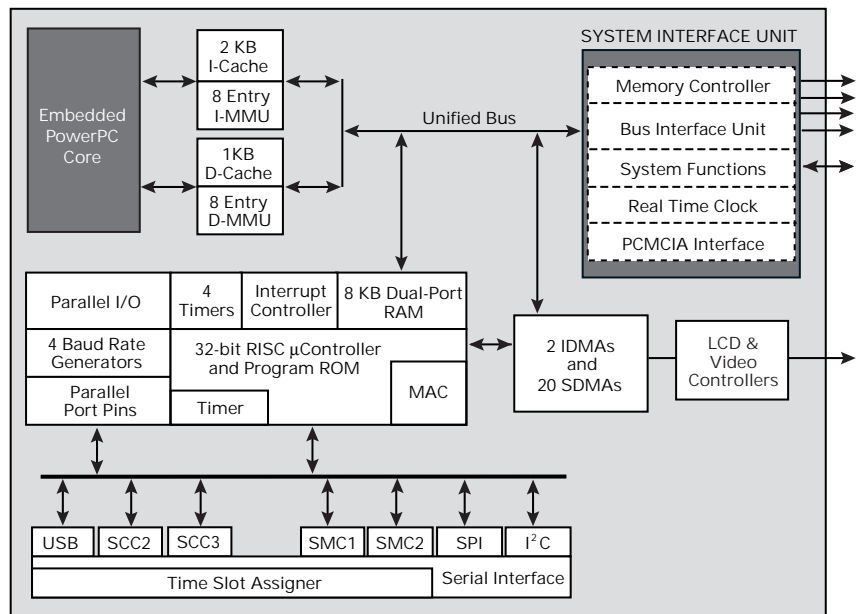 2 KB
I-Cache
8 Entry
I-MMU
Embedded
PowerPC
Core
1KB
D-Cache
8 Entry
D-MMU
Unified Bus
SYSTEM INTERFACE UNIT
Memory Controller
Bus Interface Unit
System Functions
Real Time Clock
PCMCIA Interface
Parallel I/O
4
Timers
Interrupt
Controller
8 KB Dual-Port
RAM
4 Baud Rate
Generators
32-bit RISC µController
and Program ROM
Parallel
Port Pins
Timer
MAC
2 IDMAs
and
20 SDMAs
LCD &
Video
Controllers
USB
SCC2
SCC3
SMC1
SMC2
SPI
I²C
Time Slot Assigner
Serial Interface